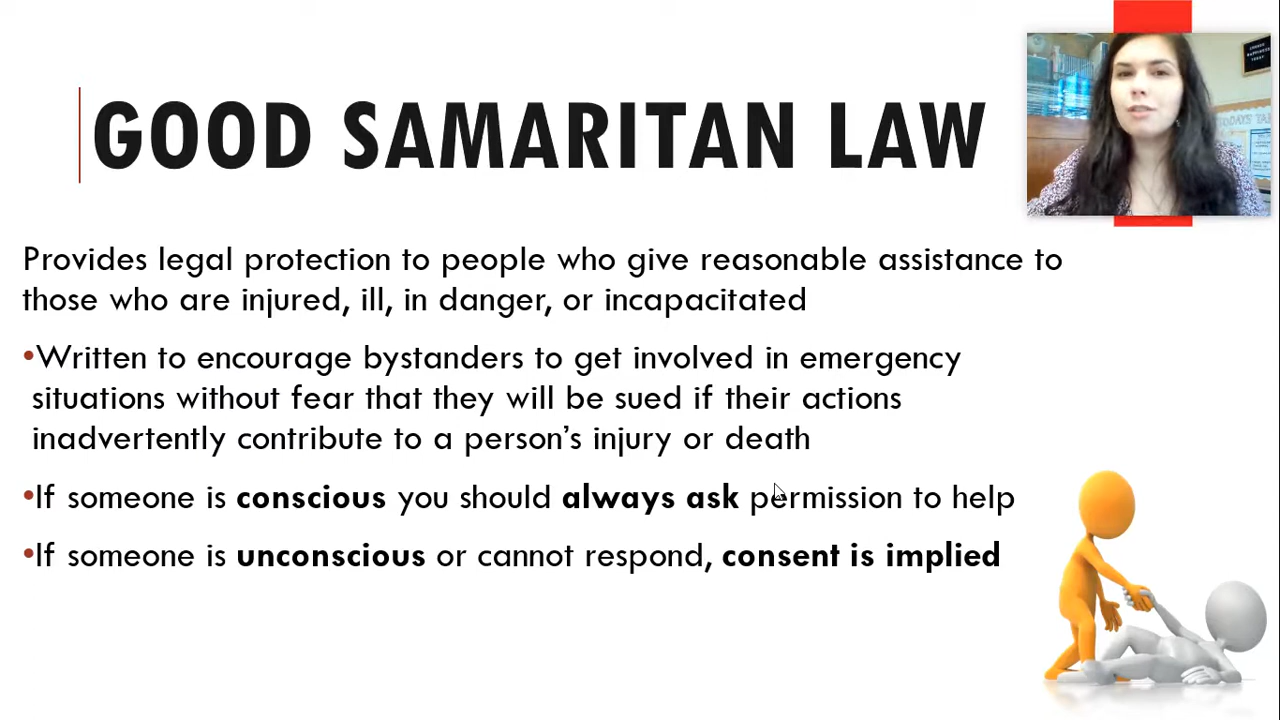 GOOD SAMARITAN LAW
Provides legal protection to people who give reasonable assistance to
those who are injured, ill, in danger, or incapacitated
•Written to encourage bystanders to get involved in emergency
situations without fear that they will be sued if their actions
inadvertently contribute to a person's injury or death
•If someone is conscious you should always ask permission to help
•If someone is unconscious or cannot respond, consent is implied